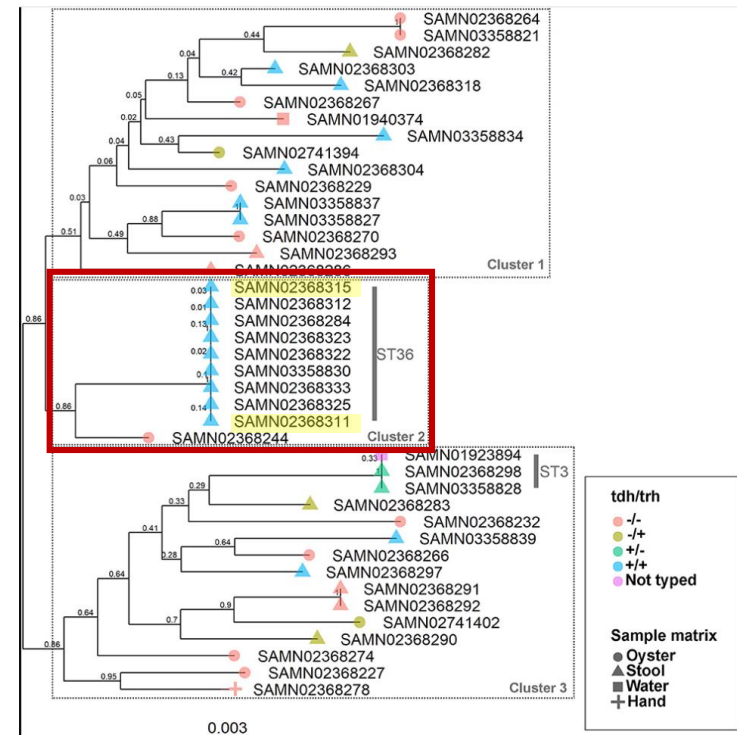 SAMN02368264
1
SAMN03358821
0.44
SAMN02368282
0.04
SAMN02368303
0.42
0.13
SAMN02368318
SAMN02368267
0.05
SAMN01940374
0.02
SAMN03358834
0.43
0.04
SAMN02741394
SAMN02368304
0.06
SAMN02368229
0.03
SAMN03358837
1
0.88
SAMN03358827
0.51
0.49
SAMN02368270
SAMN02368293
Cluster 1
SAMN02368286
SAMN02368315
0.03
SAMN02368312
0.01
SAMN02368284
0.13
SAMN02368323
0.86
0.02
SAMN02368322
ST36
SAMN03358830
0.1
SAMN02368333
0.86
0.14
SAMN02368325
SAMN02368311
SAMN02368244
Cluster 2
SAMN01923894
0.33
SAMN02368298
ST3
SAMN03358828
0.29
SAMN02368283
0.33
SAMN02368232
0.41
SAMN03358839
0.64
0.28
SAMN02368266
SAMN02368297
0.64
SAMN02368291
1
SAMN02368292
0.9
0.64
SAMN02741402
0.7
SAMN02368290
0.86
SAMN02368274
SAMN02368227
0.95
SAMN02368278
Cluster 3
0.003
tdh/trh
-/-
-/+
+/-
+/+
Not typed
Sample matrix
Oyster
Stool
Water
Hand